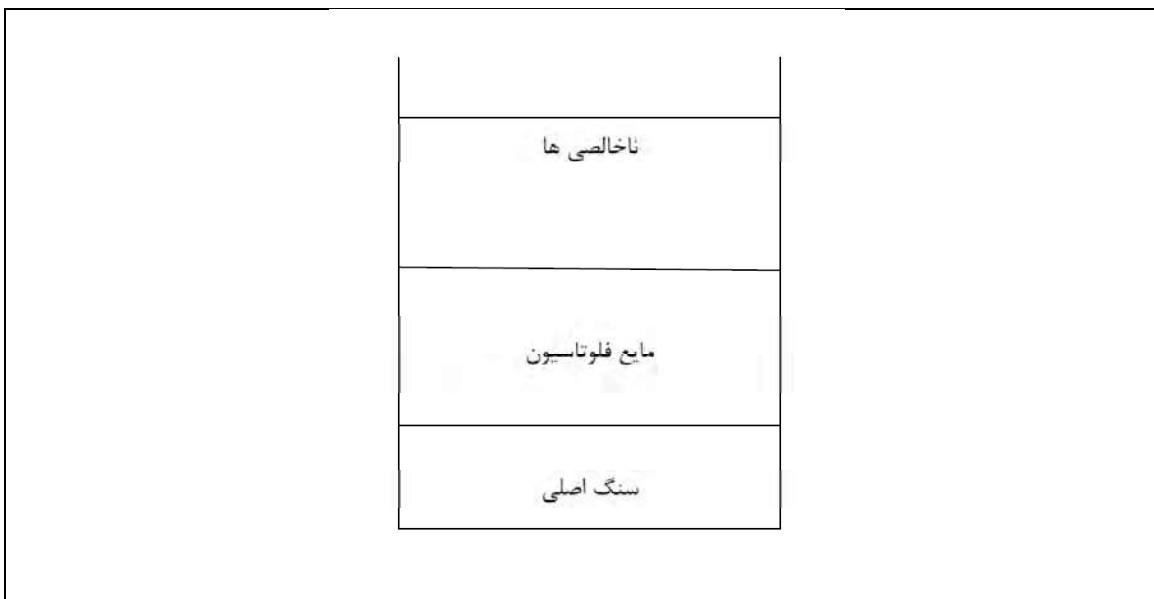 ناخالصی ها
مایع فلوتاسیون
سنگ اصلی